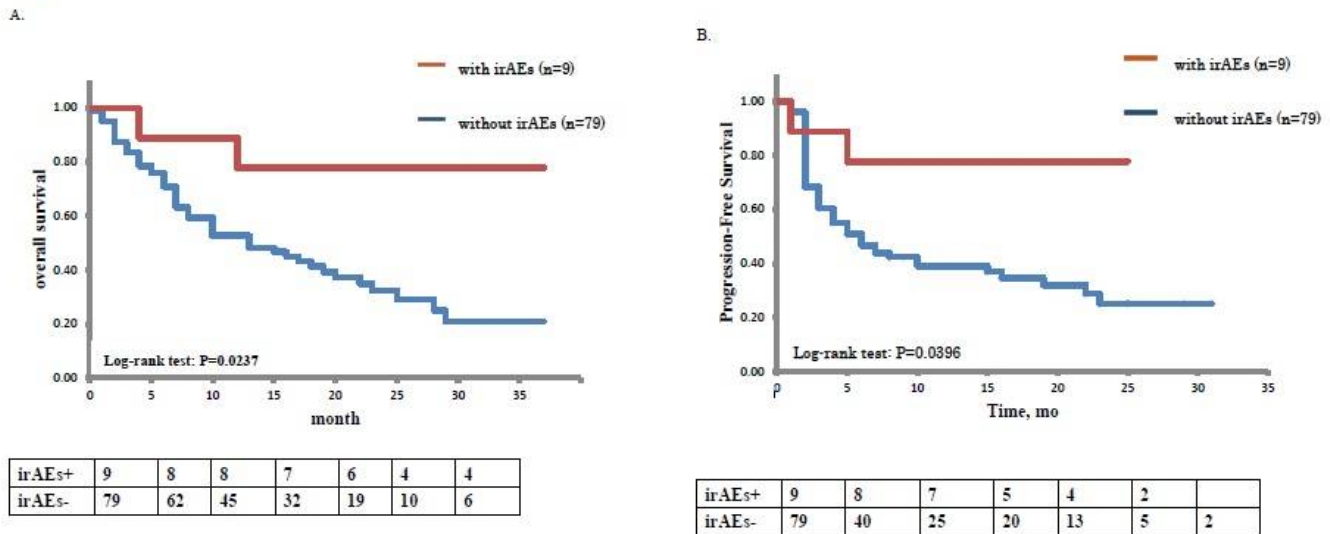 A.
with irAEs (n=9)
without irAEs (n=79)
overall survival
1.00
0.80
0.60
0.40
0.20
0.00
Log-rank test: P=0.0237
0 5 10 15 20 25 30 35
month
irAEs+ 9 8 8 7 6 4 4
irAEs- 79 62 45 32 19 10 6
B.
with irAEs (n=9)
without irAEs (n=79)
Progression-Free Survival
1.00
0.80
0.60
0.40
0.20
0.00
Log-rank test: P=0.0396
0 5 10 15 20 25 30 35
Time, mo
irAEs+ 9 8 7 5 4 2
irAEs- 79 40 25 20 13 5 2